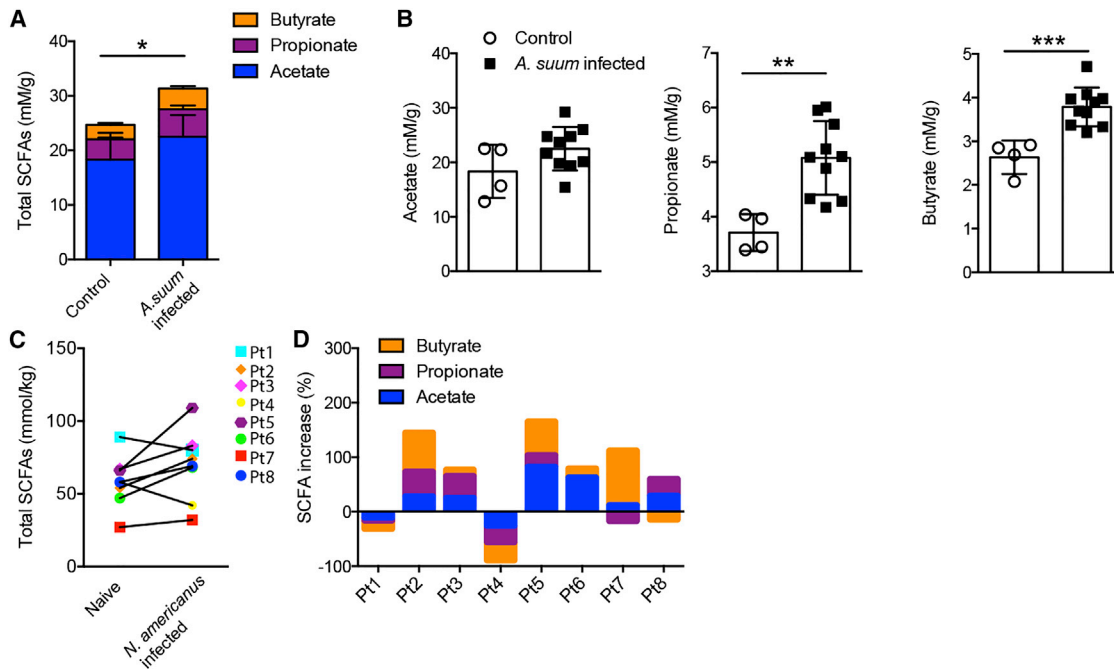 A
Butyrate
Propionate
Acetate
*
Total SCFAs (mM/g)
40
30
20
10
0
Control
A.suum
infected
B
Control
A. suum infected
Acetate (mM/g)
40
30
20
10
0
**
Propionate (mM/g)
7
6
5
4
3
***
Butyrate (mM/g)
5
4
3
2
1
0
C
Total SCFAs (mmol/kg)
150
100
50
0
Naive
N. americanus
infected
Pt1
Pt2
Pt3
Pt4
Pt5
Pt6
Pt7
Pt8
D
Butyrate
Propionate
Acetate
SCFA increase (%)
300
200
100
0
-100
Pt1
Pt2
Pt3
Pt4
Pt5
Pt6
Pt7
Pt8